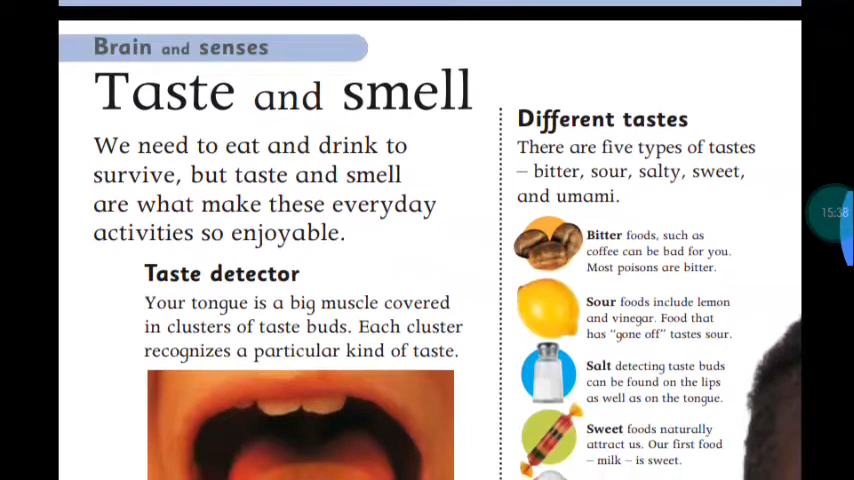 Brain and senses
Taste and smell
We need to eat and drink to
survive, but taste and smell
are what make these everyday
activities so enjoyable.
Taste detector
Your tongue is a big muscle covered
in clusters of taste buds. Each cluster
recognizes a particular kind of taste.
Different tastes
There are five types of tastes
– bitter, sour, salty, sweet,
and umami.
Bitter foods, such as
coffee can be bad for you.
Most poisons are bitter.
Sour foods include lemon
and vinegar. Food that
has “gone off” tastes sour.
Salt detecting taste buds
can be found on the lips
as well as on the tongue.
Sweet foods naturally
attract us. Our first food
– milk – is sweet.
15:38